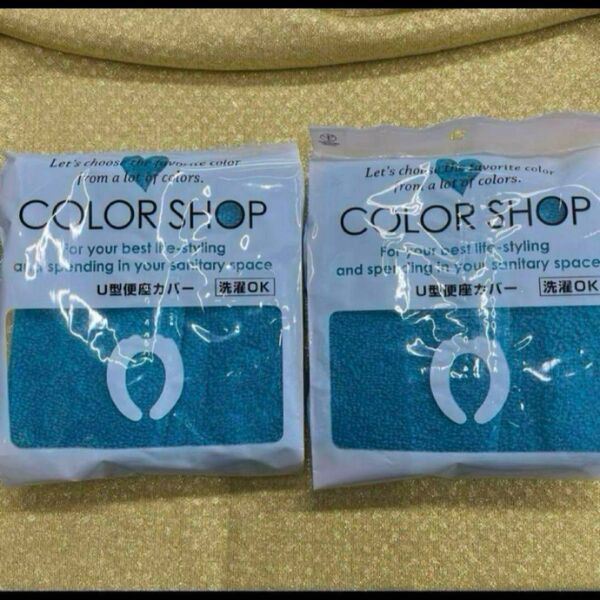 Let's choose the favorite color
from a lot of colors.
COLOR SHOP
For your best life-styling
and spending in your sanitary space
U型便座カバー 洗濯OK
Let's choose the favorite color
from a lot of colors.
COLOR SHOP
For your best life-styling
and spending in your sanitary space
U型便座カバー 洗濯OK